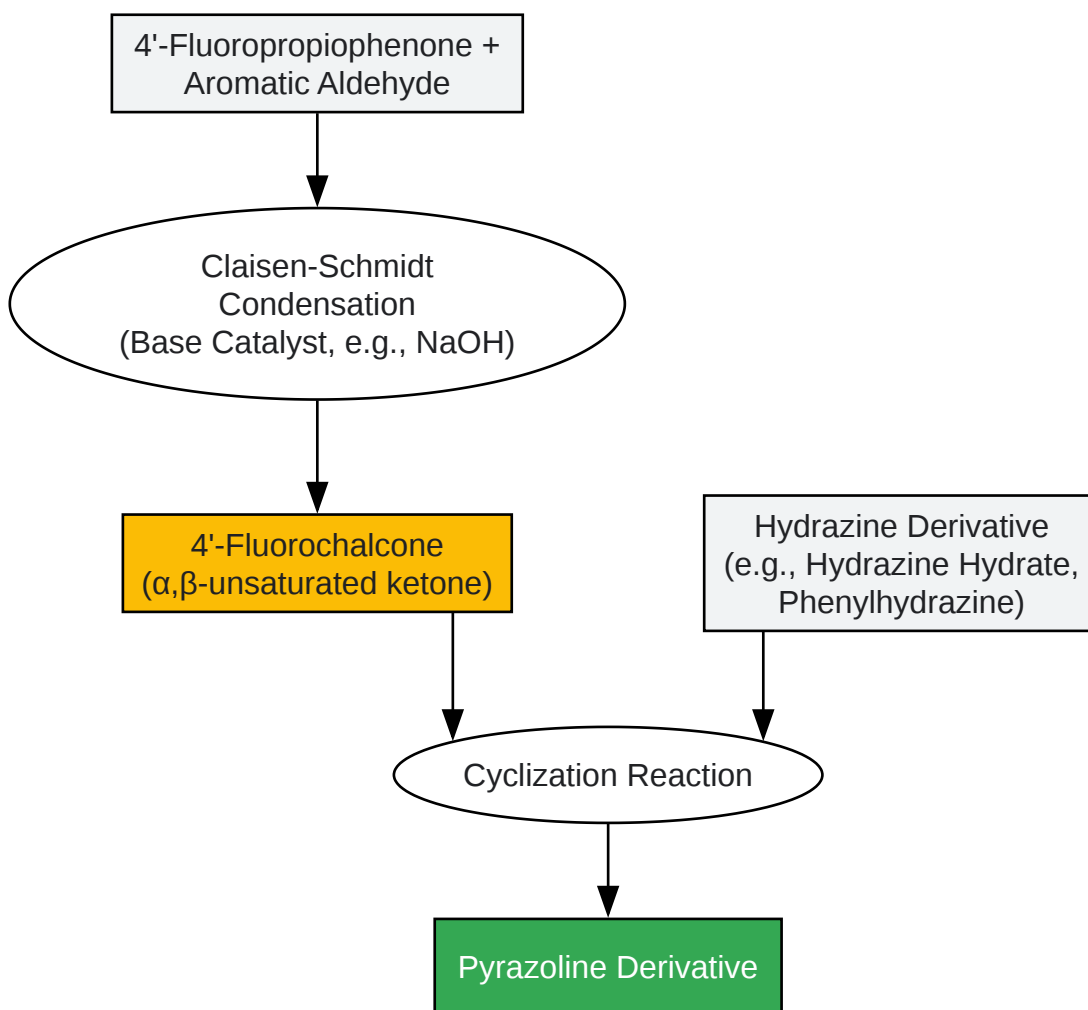 4'-Fluoropropiophenone +
Aromatic Aldehyde
Claisen-Schmidt
Condensation
(Base Catalyst, e.g., NaOH)
4'-Fluorochalcone
(α,β-unsaturated ketone)
Hydrazine Derivative
(e.g., Hydrazine Hydrate,
Phenylhydrazine)
Cyclization Reaction
Pyrazoline Derivative